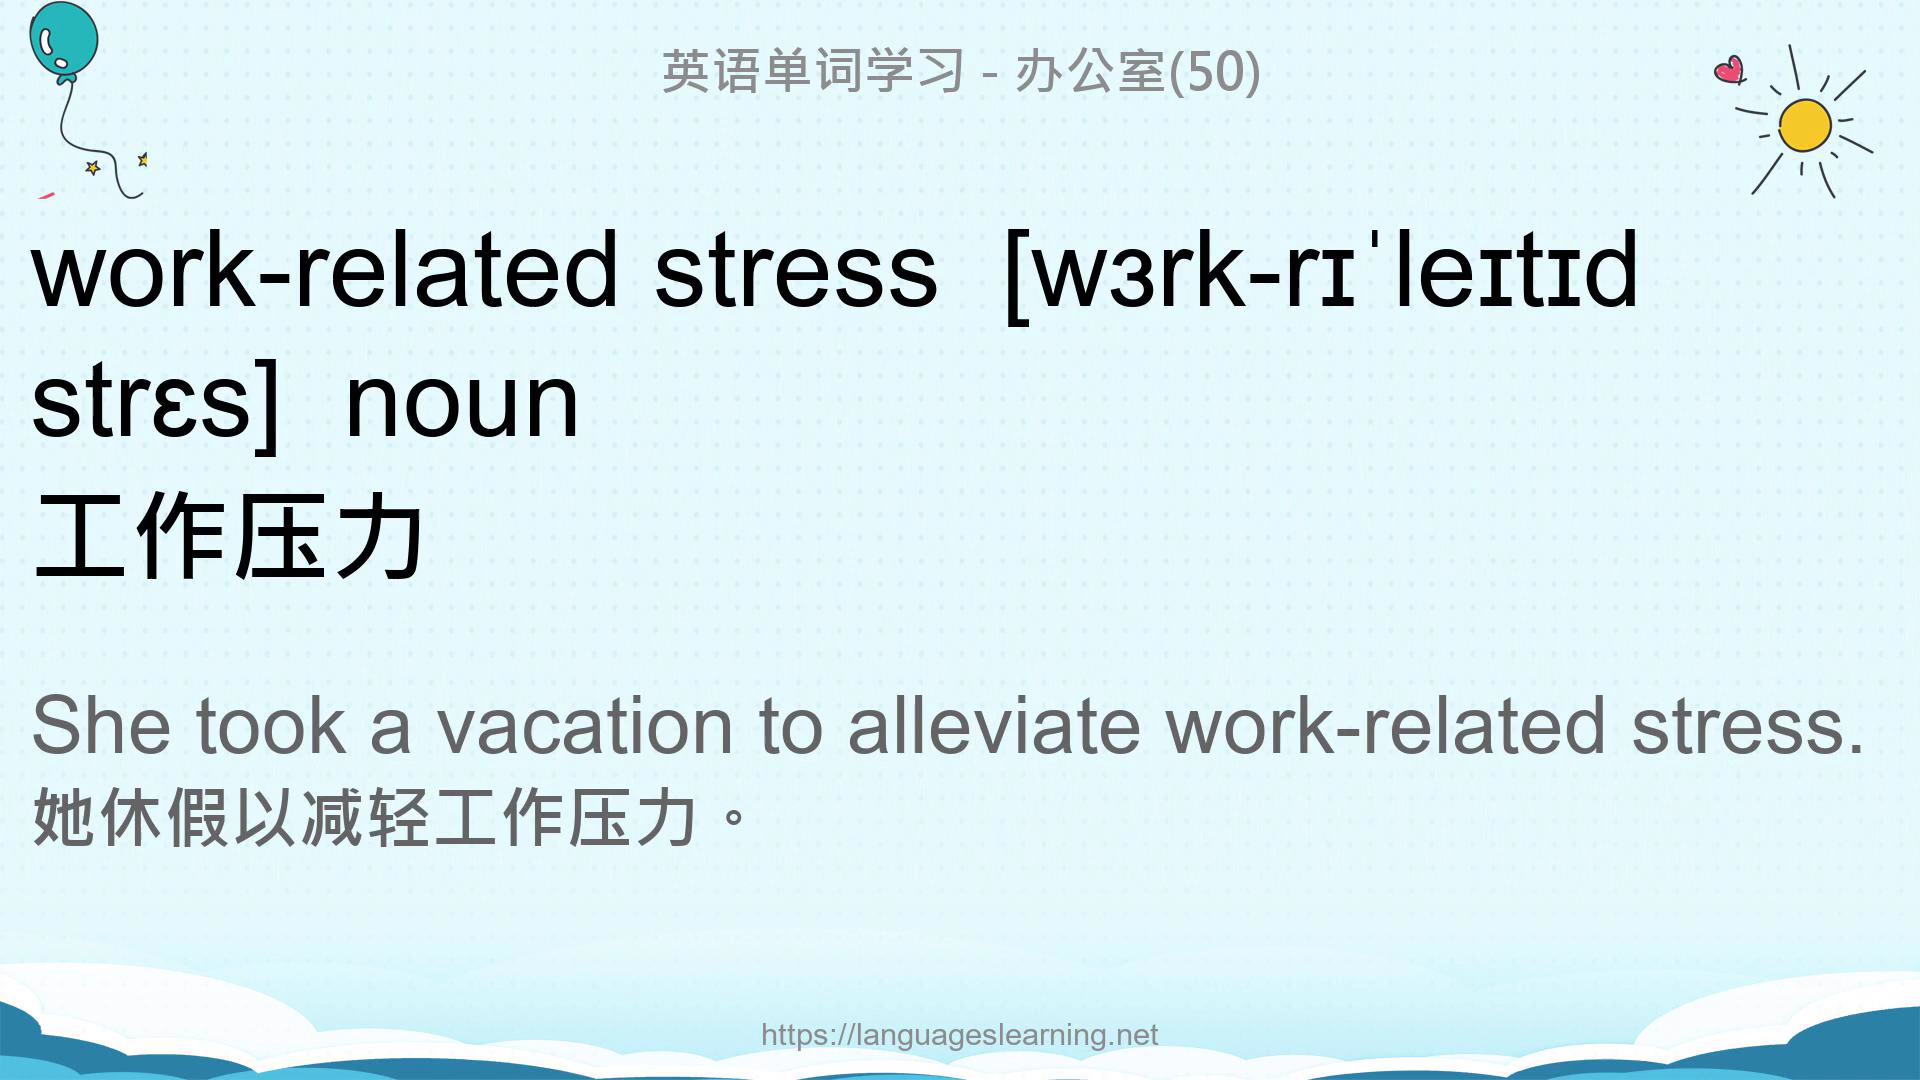 英语单词学习 - 办公室(50)
work-related stress  [wɜrk-rɪˈleɪtɪd
strɛs]  noun
工作压力
She took a vacation to alleviate work-related stress.
她休假以减轻工作压力。
https://languageslearning.net